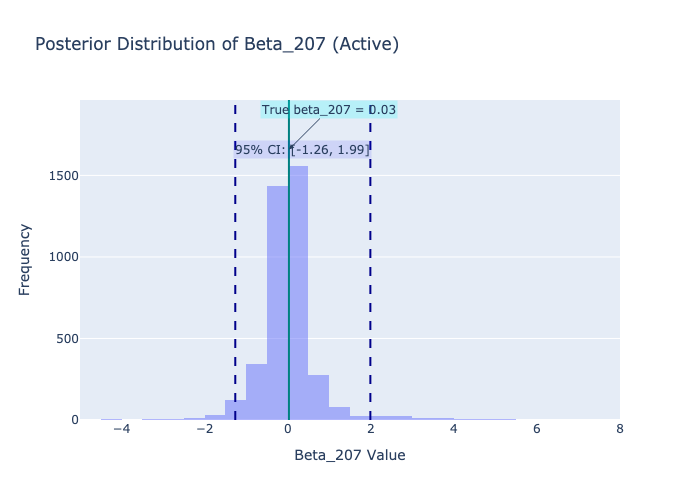 Posterior Distribution of Beta_207 (Active)
True beta_207 = 0.03
95% CI: [-1.26, 1.99]
1500
1000
500
0
Frequency
−4
−2
0
2
4
6
8
Beta_207 Value